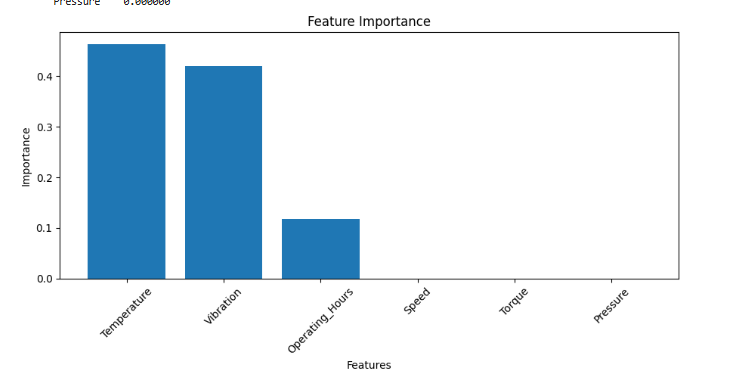 Pressure 0.000000
Feature Importance
0.4
0.3
0.2
0.1
0.0
Importance
Temperature
Vibration
Operating_Hours
Speed
Torque
Pressure
Features